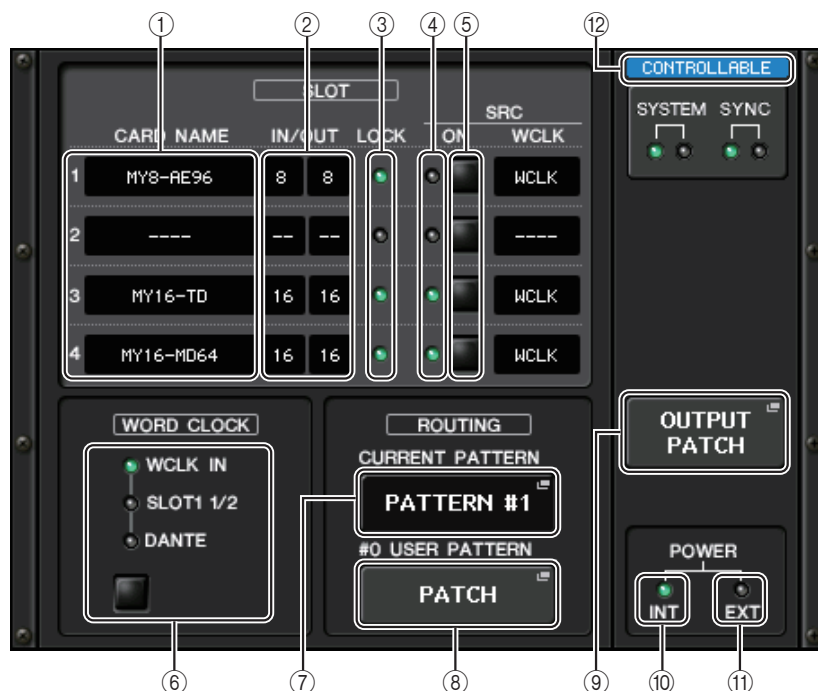 ① ② ③ ④ ⑤ ⑫
CONTROLLABLE
SLOT
SRC
SYSTEM SYNC
CARD NAME IN/OUT LOCK ON WCLK
1 MY8-AE96 8 8 WCLK
2 ---- -- -- ----
3 MY16-TD 16 16 WCLK
4 MY16-MD64 16 16 WCLK
WORD CLOCK
WCLK IN
SLOT1 1/2
DANTE
ROUTING
CURRENT PATTERN
PATTERN #1
#0 USER PATTERN
PATCH
OUTPUT
PATCH
POWER
INT EXT
⑥ ⑦ ⑧ ⑨ ⑩ ⑪